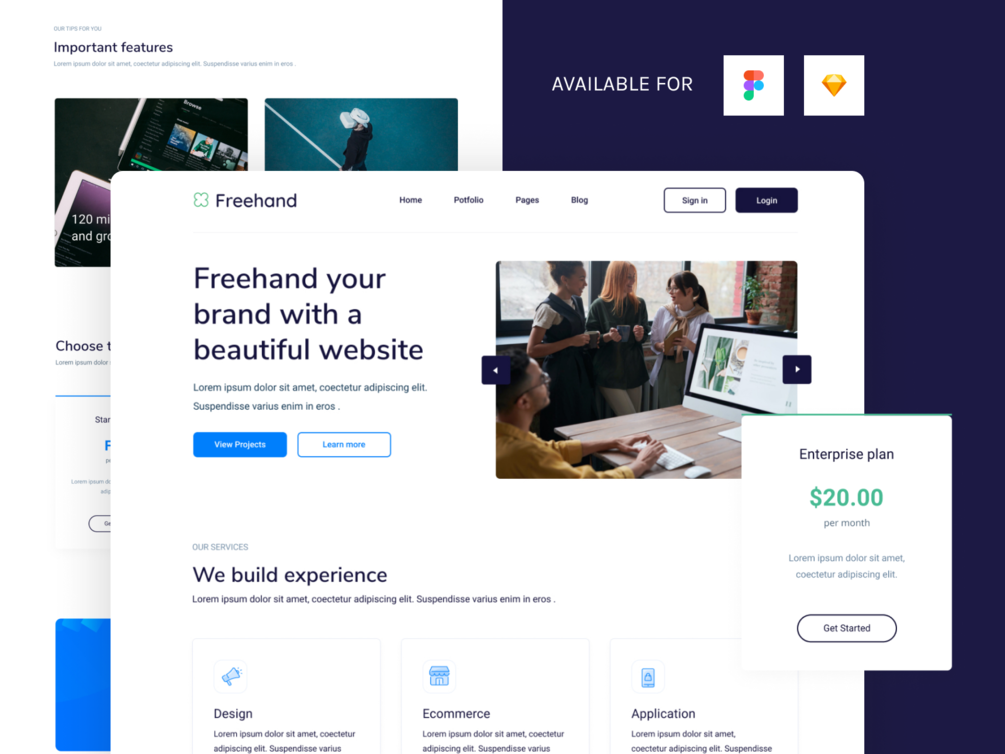 OUR TIPS FOR YOU
Important features
Lorem ipsum dolor sit amet, coectetur adipiscing elit. Suspendisse varius enim in eros .
AVAILABLE FOR
Browse
120 mi
and gro
Freehand
Home
Potfolio
Pages
Blog
Sign in
Login
Freehand your
brand with a
beautiful website
Lorem ipsum dolor sit amet, coectetur adipiscing elit.
Suspendisse varius enim in eros .
View Projects
Learn more
Choose t
Lorem ipsum dolor
Star
F
Lorem ipsum do
adip
Ge
Enterprise plan
$20.00
per month
Lorem ipsum dolor sit amet,
coectetur adipiscing elit.
Get Started
OUR SERVICES
We build experience
Lorem ipsum dolor sit amet, coectetur adipiscing elit. Suspendisse varius enim in eros .
Design
Lorem ipsum dolor sit amet, coectetur
adipiscing elit. Suspendisse varius
Ecommerce
Lorem ipsum dolor sit amet, coectetur
adipiscing elit. Suspendisse varius
Application
Lorem ipsum dolor sit amet,
coectetur adipiscing elit. Suspendisse